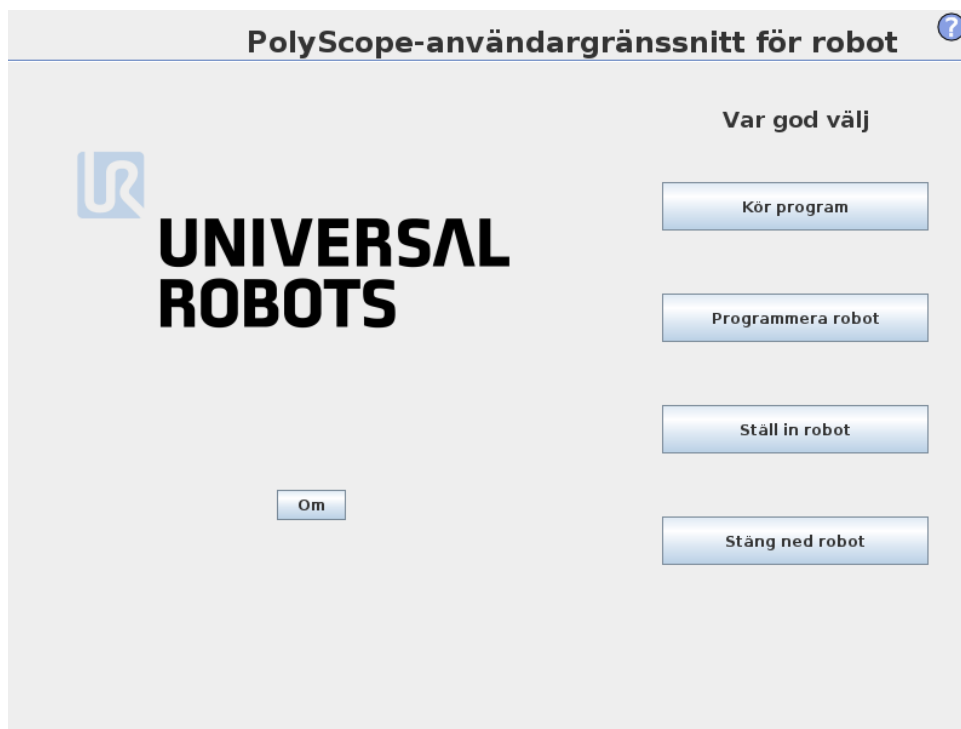 PolyScope-användargränssnitt för robot
?
Var god välj
UR
UNIVERSAL
ROBOTS
Kör program
Programmera robot
Ställ in robot
Om
Stäng ned robot